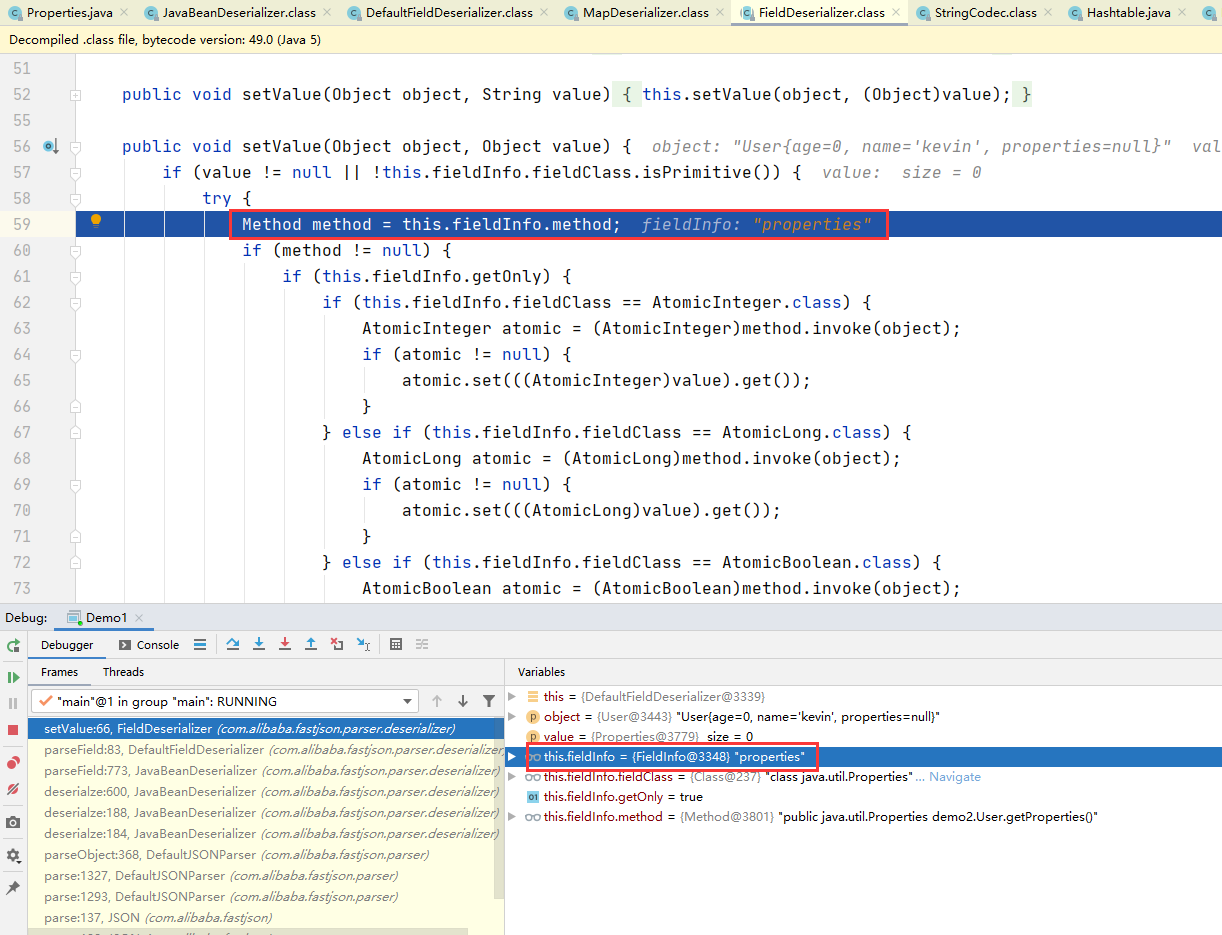 Properties.java JavaBeanDeserializer.class DefaultFieldDeserializer.class MapDeserializer.class FieldDeserializer.class StringCodec.class Hashtable.java
Decompiled .class file, bytecode version: 49.0 (Java 5)
51
52 public void setValue(Object object, String value) { this.setValue(object, (Object)value); }
55
56 public void setValue(Object object, Object value) { object: "User{age=0, name='kevin', properties=null}" val
57 if (value != null || !this.fieldInfo.fieldClass.isPrimitive()) { value: size = 0
58 try {
59 Method method = this.fieldInfo.method; fieldInfo: "properties"
60 if (method != null) {
61 if (this.fieldInfo.getOnly) {
62 if (this.fieldInfo.fieldClass == AtomicInteger.class) {
63 AtomicInteger atomic = (AtomicInteger)method.invoke(object);
64 if (atomic != null) {
65 atomic.set(((AtomicInteger)value).get());
66 }
67 } else if (this.fieldInfo.fieldClass == AtomicLong.class) {
68 AtomicLong atomic = (AtomicLong)method.invoke(object);
69 if (atomic != null) {
70 atomic.set(((AtomicLong)value).get());
71 }
72 } else if (this.fieldInfo.fieldClass == AtomicBoolean.class) {
73 AtomicBoolean atomic = (AtomicBoolean)method.invoke(object);
Debug: Demo1
Debugger Console
Frames Threads
"main"@1 in group "main": RUNNING
setValue:66, FieldDeserializer (com.alibaba.fastjson.parser.deserializer)
parseField:83, DefaultFieldDeserializer (com.alibaba.fastjson.parser.deserializer
parseField:773, JavaBeanDeserializer (com.alibaba.fastjson.parser.deserializer)
deserialze:600, JavaBeanDeserializer (com.alibaba.fastjson.parser.deserializer)
deserialze:188, JavaBeanDeserializer (com.alibaba.fastjson.parser.deserializer)
deserialze:184, JavaBeanDeserializer (com.alibaba.fastjson.parser.deserializer)
parseObject:368, DefaultJSONParser (com.alibaba.fastjson.parser)
parse:1327, DefaultJSONParser (com.alibaba.fastjson.parser)
parse:1293, DefaultJSONParser (com.alibaba.fastjson.parser)
parse:137, JSON (com.alibaba.fastjson)
Variables
this = {DefaultFieldDeserializer@3339}
object = {User@3443} "User{age=0, name='kevin', properties=null}"
value = {Properties@3779} size = 0
this.fieldInfo = {FieldInfo@3348} "properties"
this.fieldInfo.fieldClass = {Class@237} "class java.util.Properties" ... Navigate
this.fieldInfo.getOnly = true
this.fieldInfo.method = {Method@3801} "public java.util.Properties demo2.User.getProperties()"